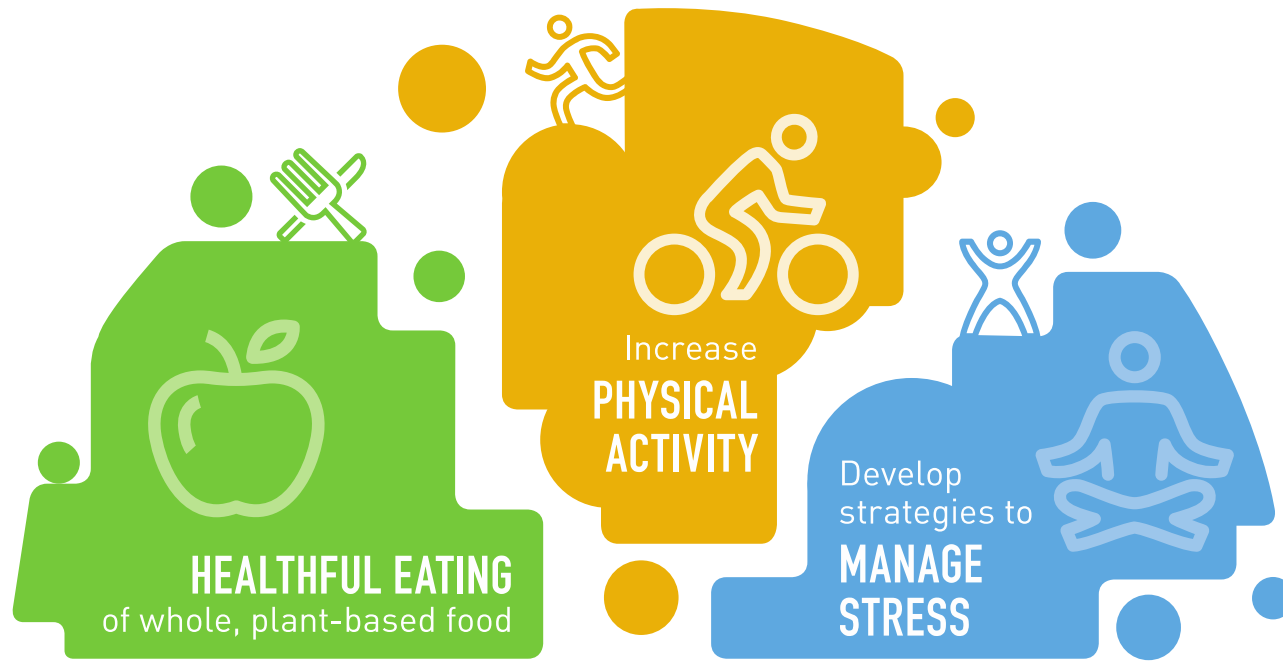 HEALTHFUL EATING
of whole, plant-based food
Increase
PHYSICAL
ACTIVITY
Develop
strategies to
MANAGE
STRESS